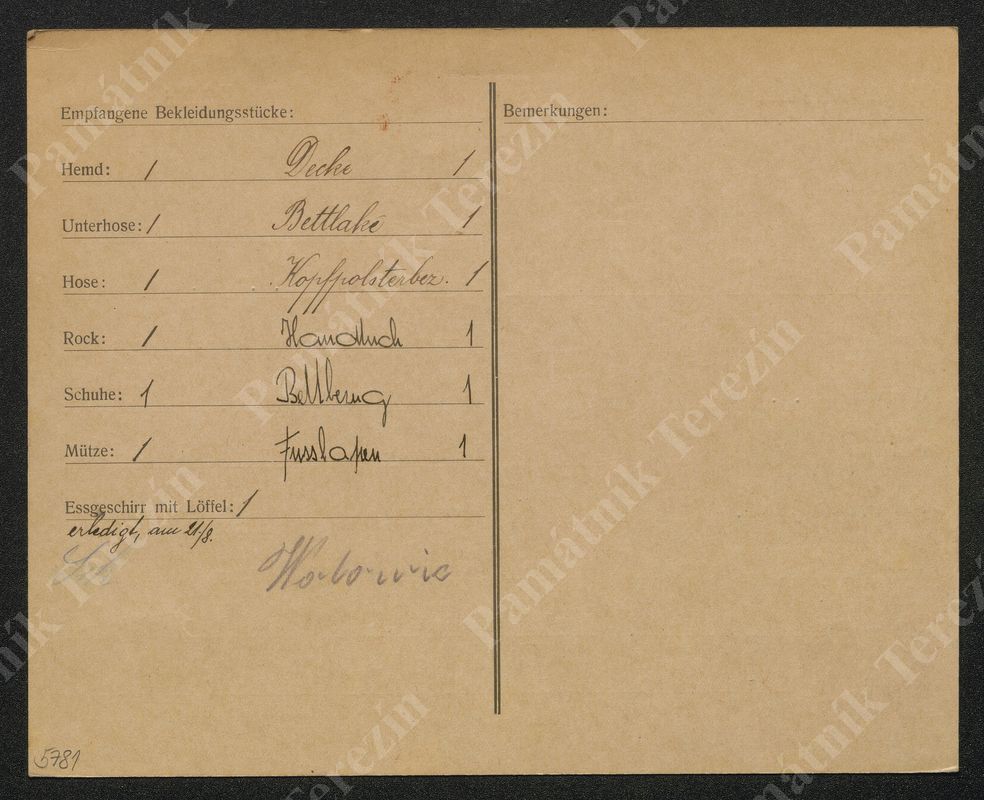 Empfangene Bekleidungsstücke:
Hemd: 1 Decke 1
Unterhose: 1 Bettlake 1
Hose: 1 Kopfpolsterbez. 1
Rock: 1 Handtuch 1
Schuhe: 1 Bettbezug 1
Mütze: 1 Fusslapen 1
Essgeschirr mit Löffel: 1
erledigt, am 21/8.
5781
Bemerkungen:
Památník Terezín